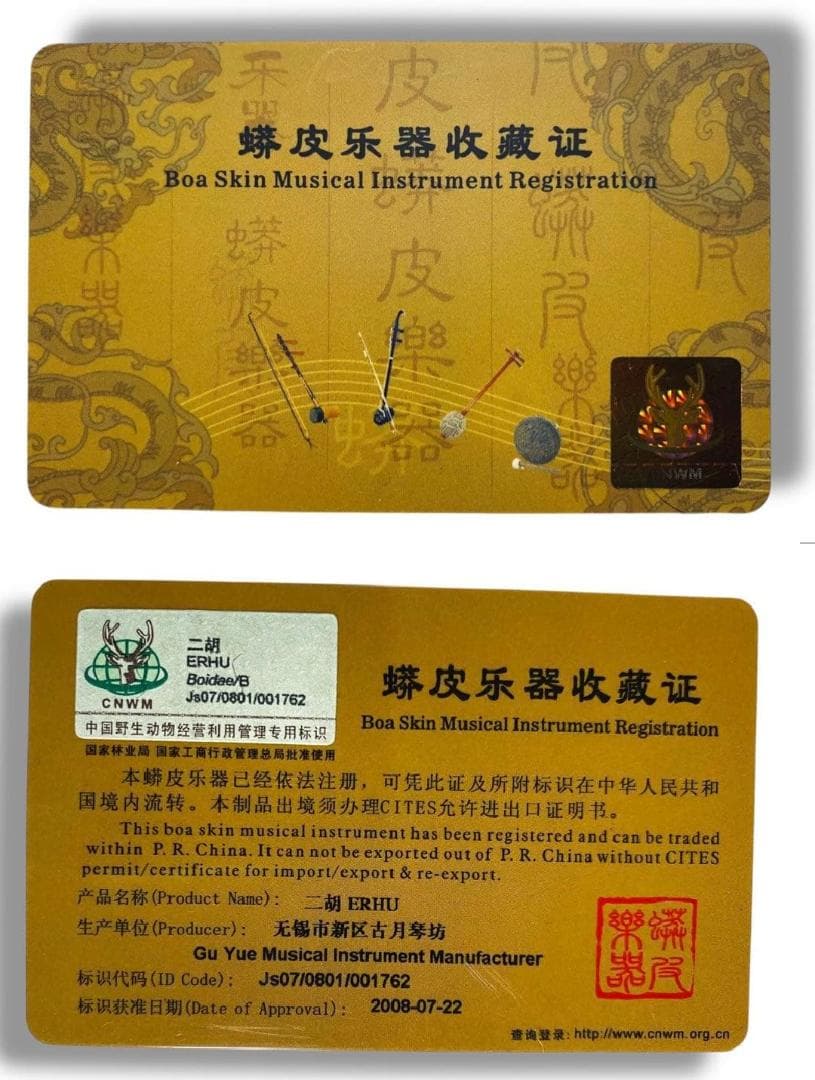 蟒皮乐器收藏证
Boa Skin Musical Instrument Registration
CNWM
二胡
ERHU
Boidae/B
Js07/0801/001762
CNWM
中国野生动物经营利用管理专用标识
国家林业局 国家工商行政管理总局批准使用
蟒皮乐器收藏证
Boa Skin Musical Instrument Registration
本蟒皮乐器已经依法注册，可凭此证及所附标识在中华人民共和
国境内流转。本制品出境须办理CITES允许进出口证明书。
This boa skin musical instrument has been registered and can be traded
within P. R. China. It can not be exported out of P. R. China without CITES
permit/certificate for import/export & re-export.
产品名称(Product Name): 二胡 ERHU
生产单位(Producer): 无锡市新区古月琴坊
Gu Yue Musical Instrument Manufacturer
标识代码(ID Code): Js07/0801/001762
标识获准日期(Date of Approval): 2008-07-22
蟒皮樂器
查询登录: http://www.cnwm.org.cn